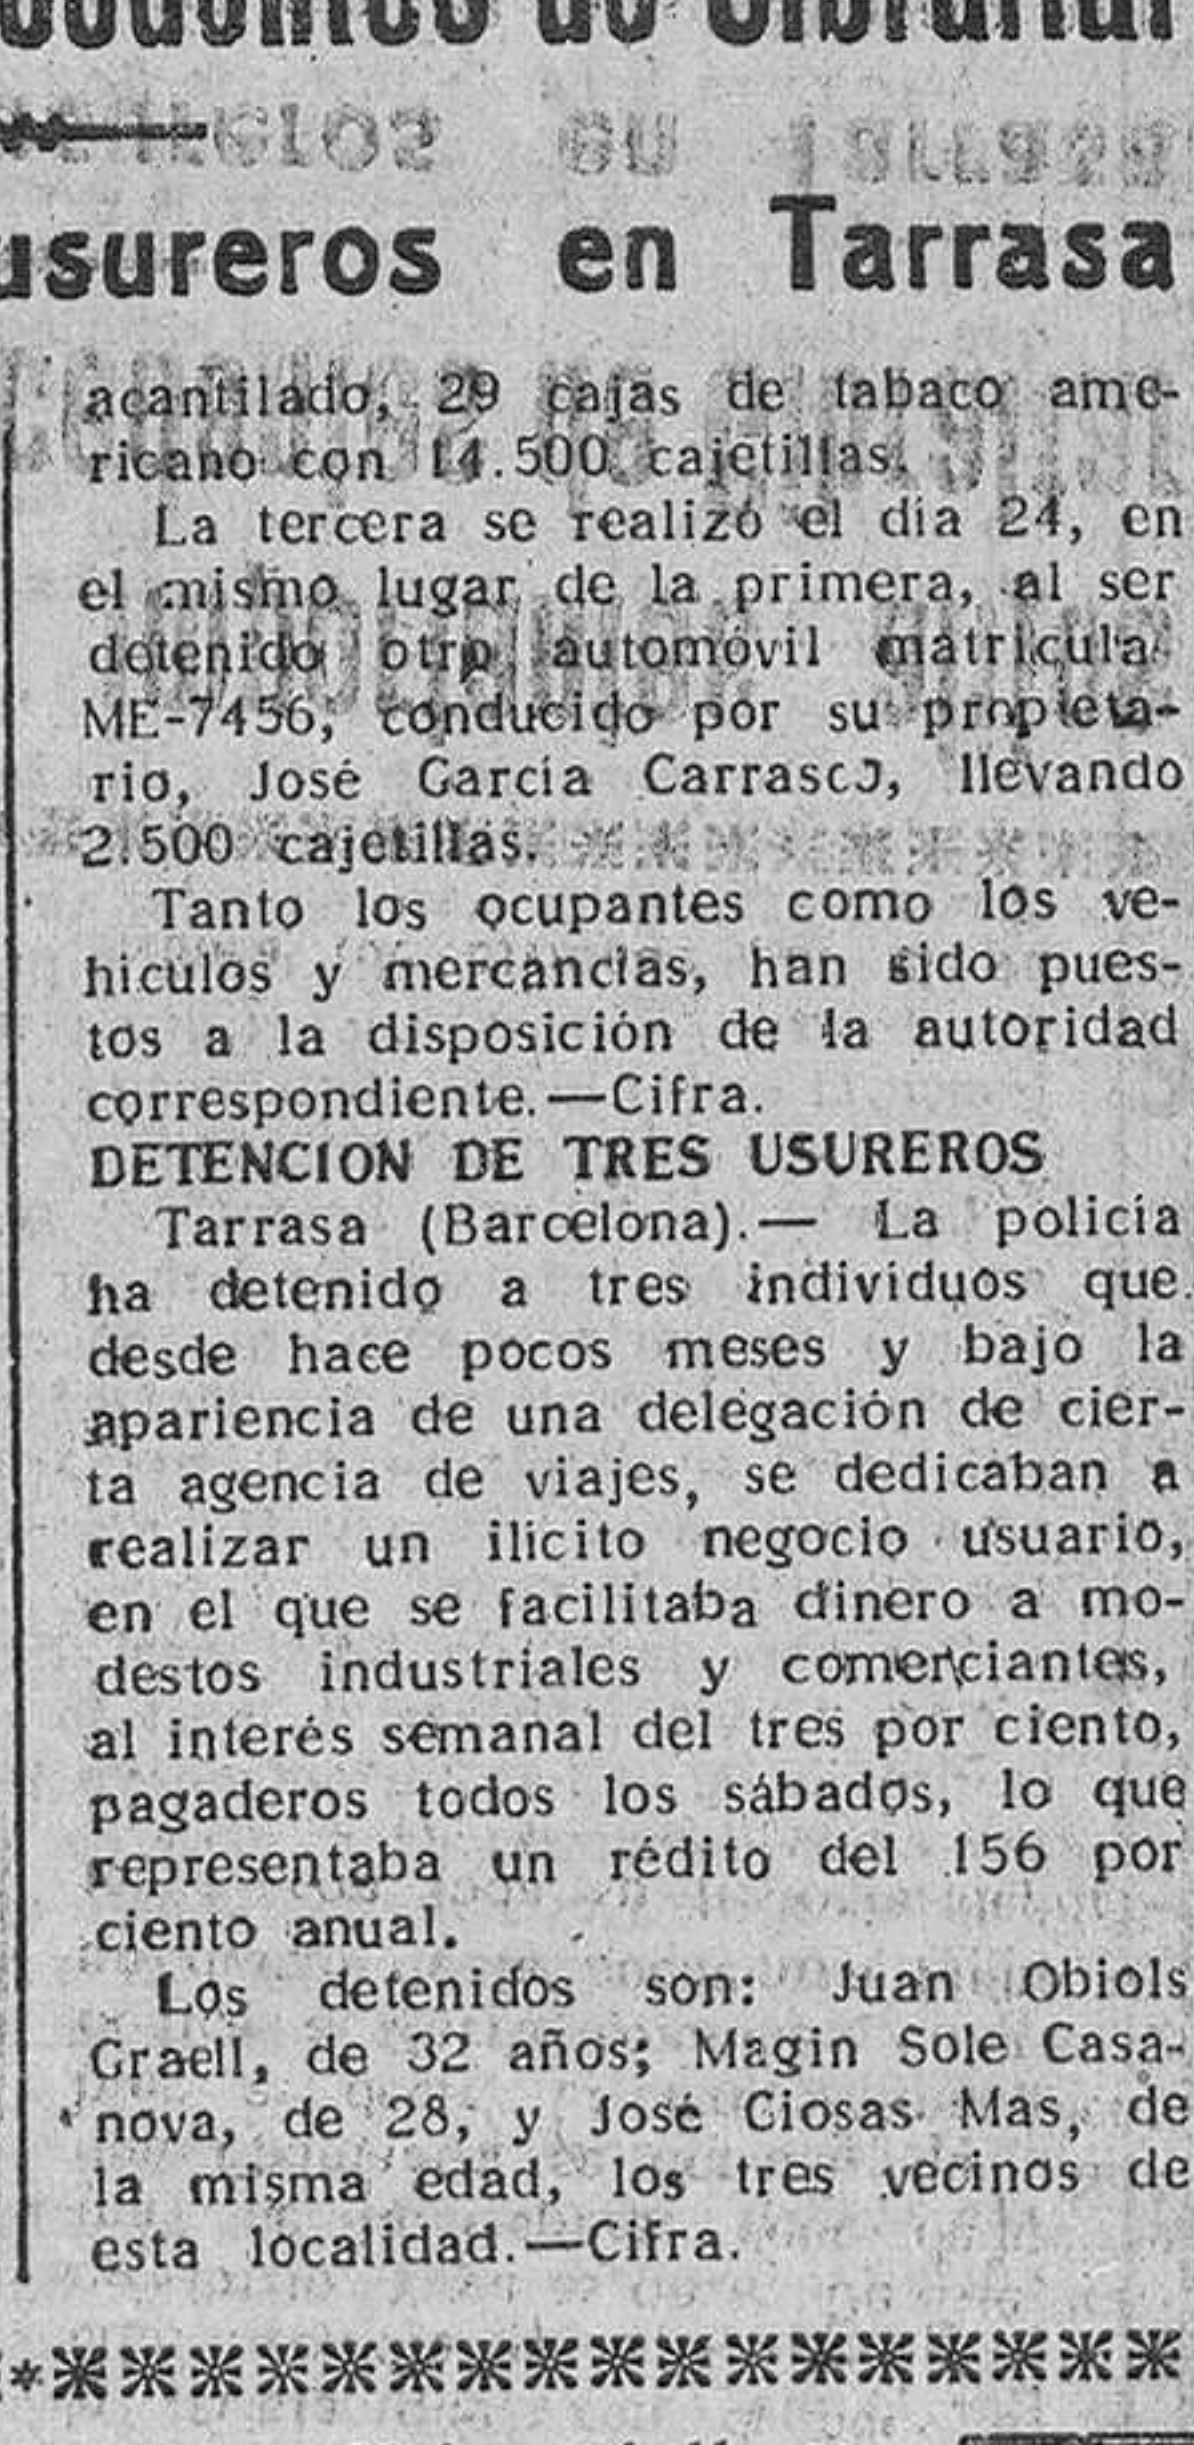 usureros en Tarrasa
acantilado, 29 cajas de tabaco ame-
ricano con 14.500 cajetillas.
La tercera se realizó el día 24, en
el mismo lugar de la primera, al ser
detenido otro automóvil matrícula
ME-7456, conducido por su propieta-
rio, José García Carrasco, llevando
2.500 cajetillas.
Tanto los ocupantes como los ve-
hículos y mercancías, han sido pues-
tos a la disposición de la autoridad
correspondiente.—Cifra.
DETENCION DE TRES USUREROS
Tarrasa (Barcelona).— La policía
ha detenido a tres individuos que
desde hace pocos meses y bajo la
apariencia de una delegación de cier-
ta agencia de viajes, se dedicaban a
realizar un ilícito negocio usuario,
en el que se facilitaba dinero a mo-
destos industriales y comerciantes,
al interés semanal del tres por ciento,
pagaderos todos los sábados, lo que
representaba un rédito del 156 por
ciento anual.
Los detenidos son: Juan Obiols
Graell, de 32 años; Magin Sole Casa-
nova, de 28, y José Giosas Mas, de
la misma edad, los tres vecinos de
esta localidad.—Cifra.